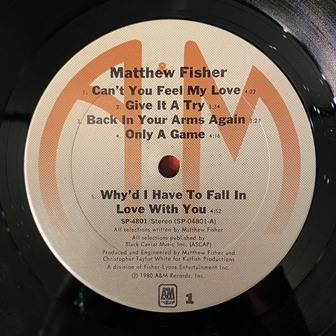 A&M
Matthew Fisher
1. Can't You Feel My Love 4:22
2. Give It A Try 3:34
3. Back In Your Arms Again 5:27
4. Only A Game 4:16
5. Why'd I Have To Fall In
Love With You 4:52
SP-4801/Stereo (SP-04801-A)
All selections written by Matthew Fisher
All selections published by
Black Caviar Music Inc. (ASCAP)
Produced and Engineered by Matthew Fisher and
Christopher Taylor White for Katfish Productions
A division of Fisher-Lyons Entertainment Inc.
℗ 1980 A&M Records, Inc.
A&M
1